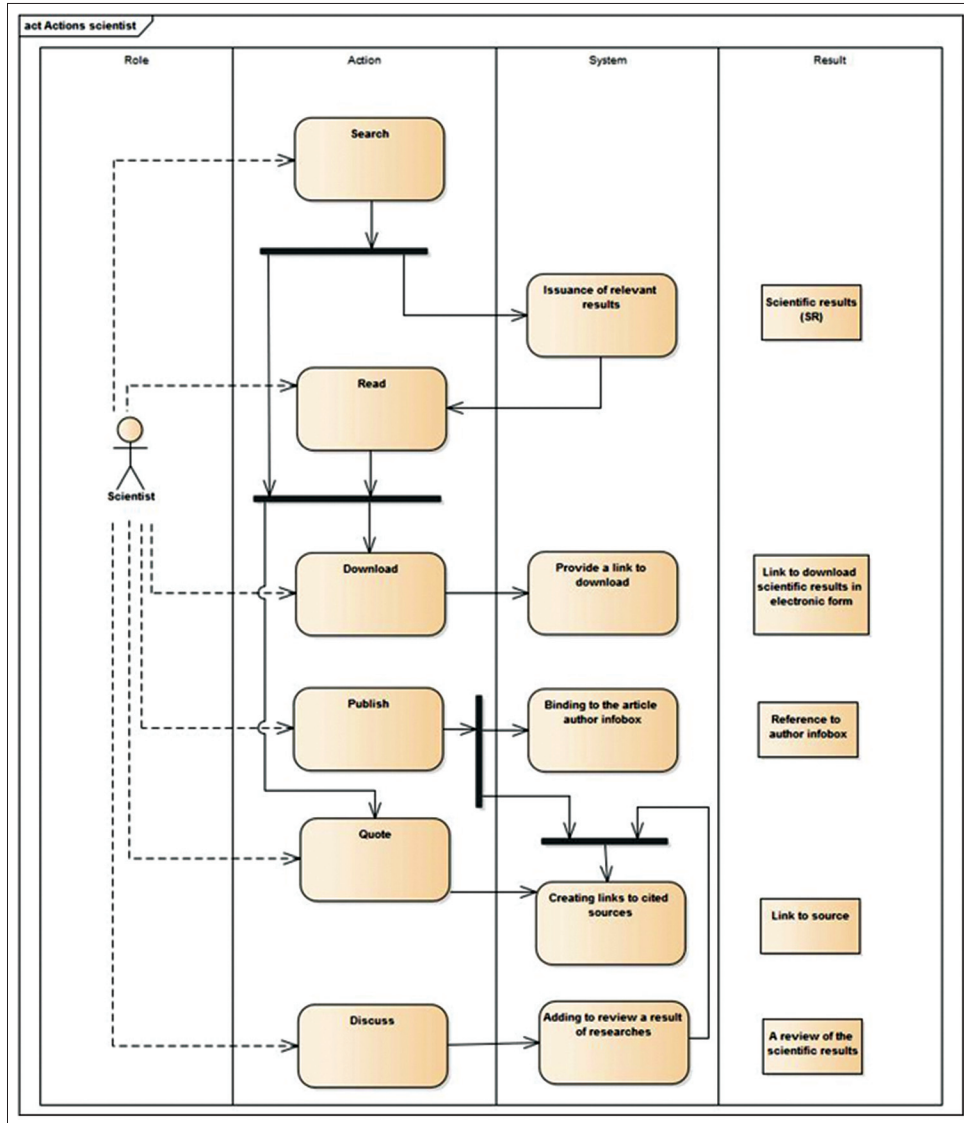 act Actions scientist
Role
Action
System
Result
Search
Issuance of relevant
results
Scientific results
(SR)
Read
Scientist
Download
Provide a link to
download
Link to download
scientific results in
electronic form
Publish
Binding to the article
author infobox
Reference to
author infobox
Quote
Creating links to cited
sources
Link to source
Discuss
Adding to review a result
of researches
A review of the
scientific results